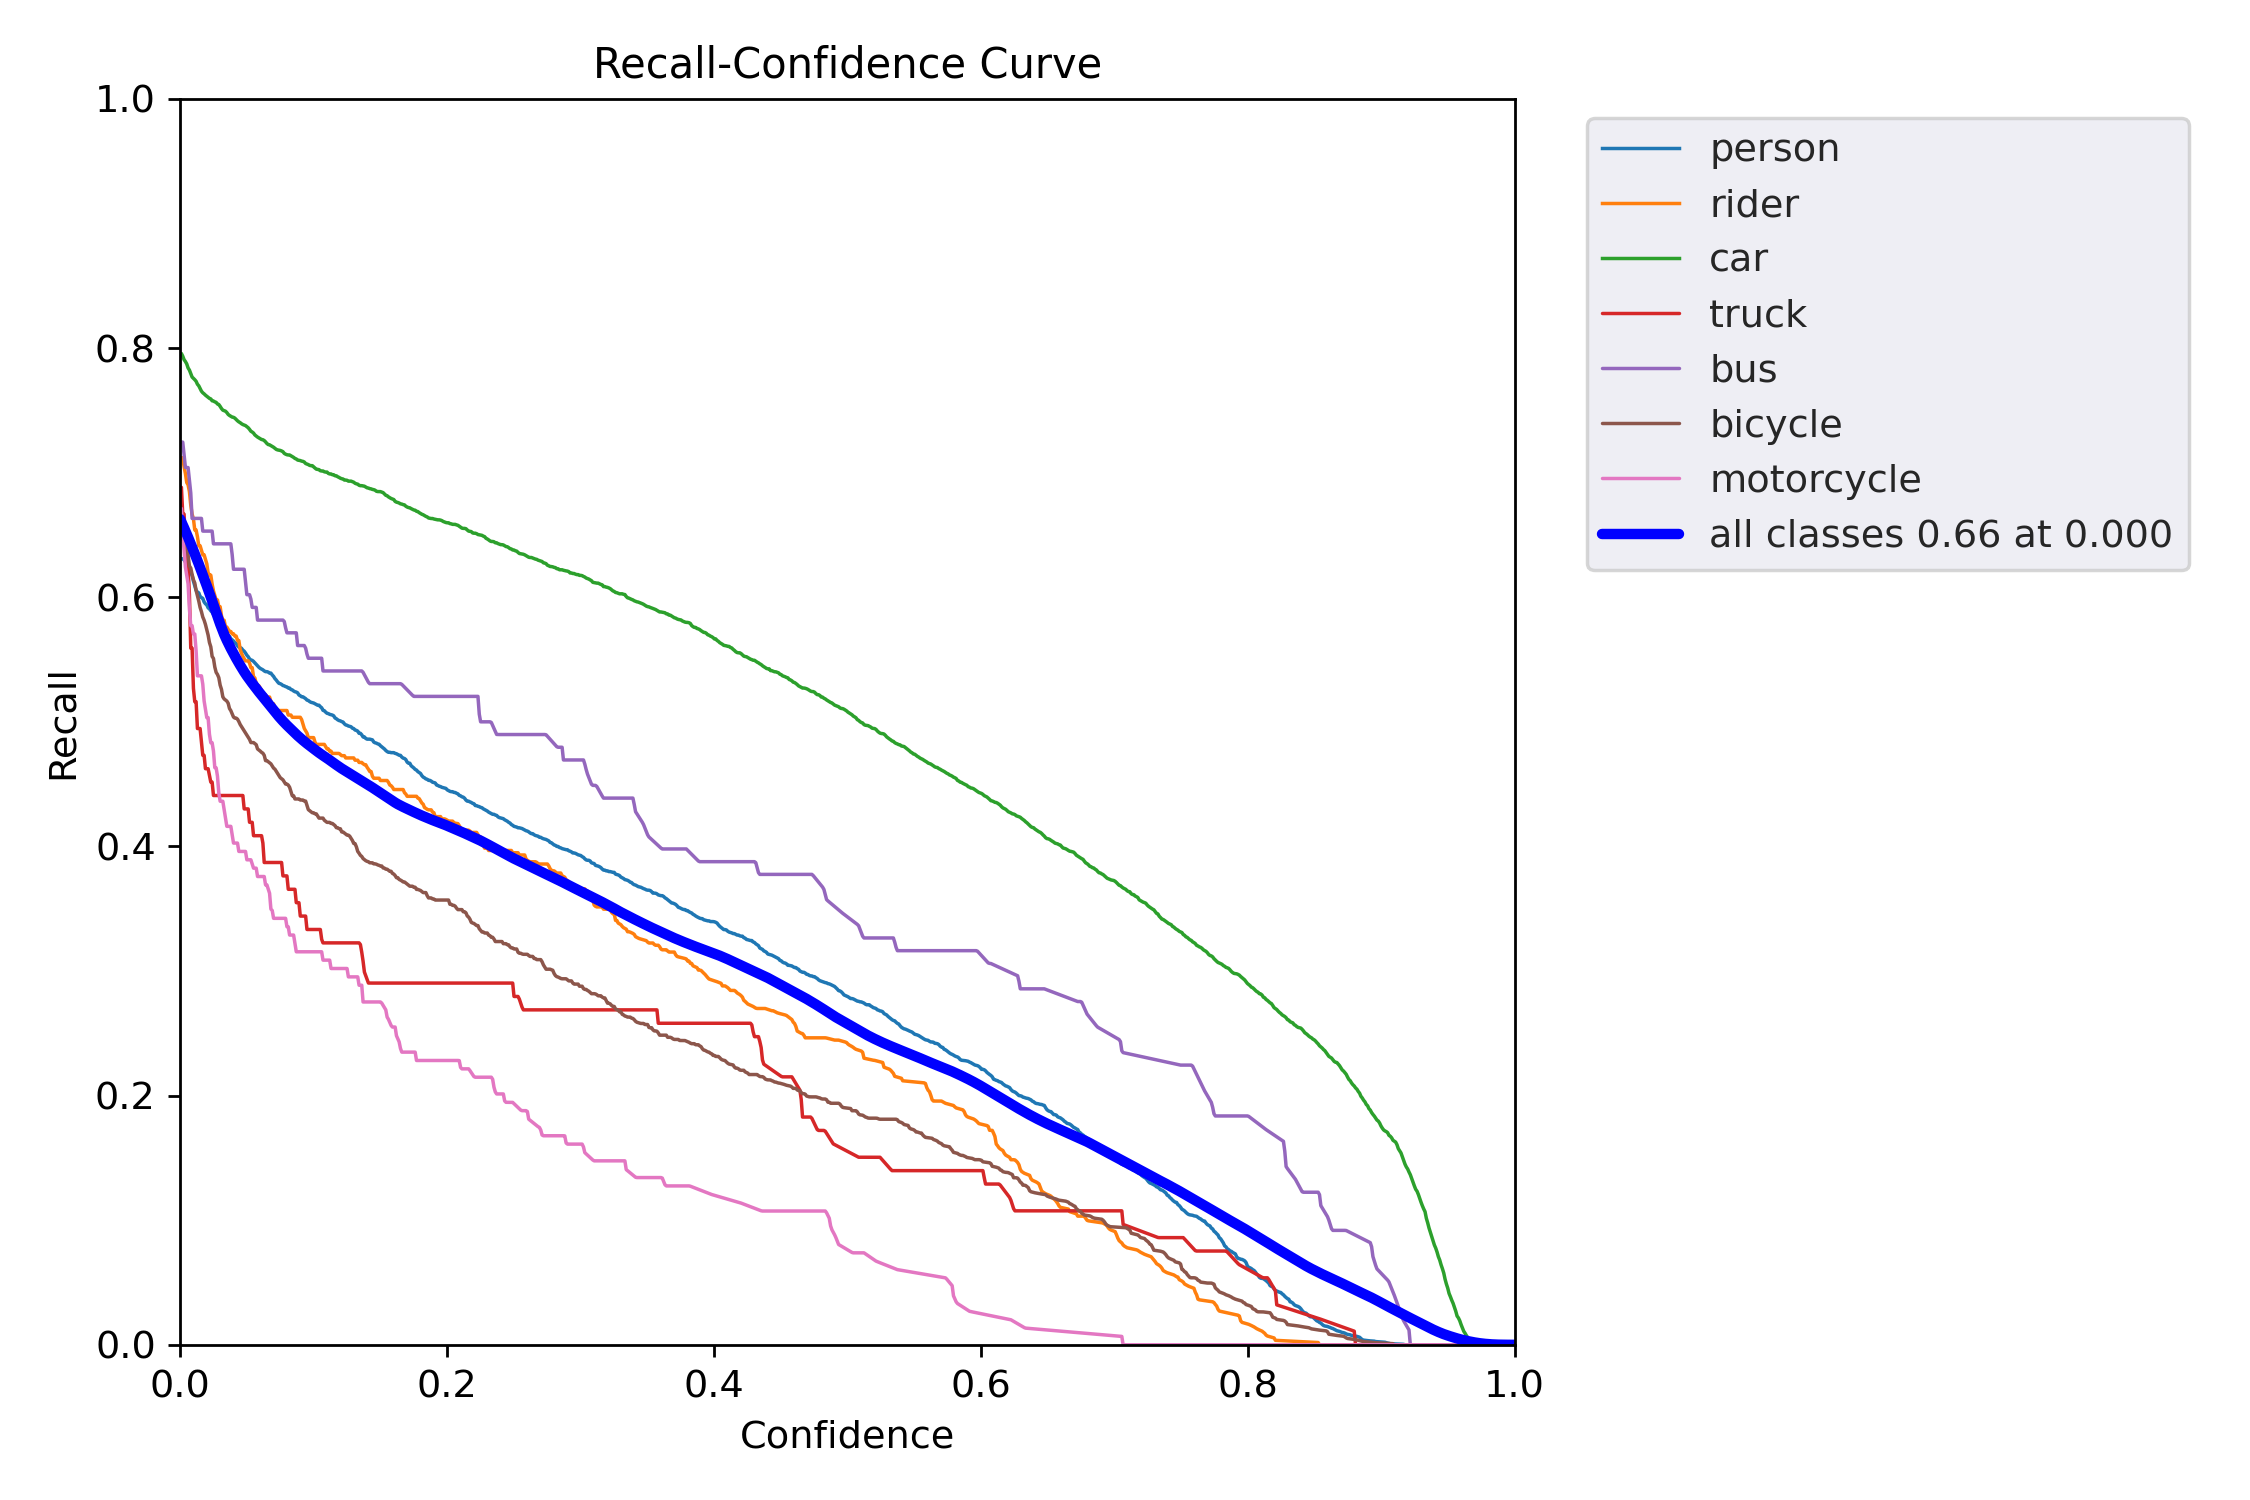 Recall-Confidence Curve
1.0
0.8
0.6
0.4
0.2
0.0
Recall
0.0 0.2 0.4 0.6 0.8 1.0
Confidence
person
rider
car
truck
bus
bicycle
motorcycle
all classes 0.66 at 0.000